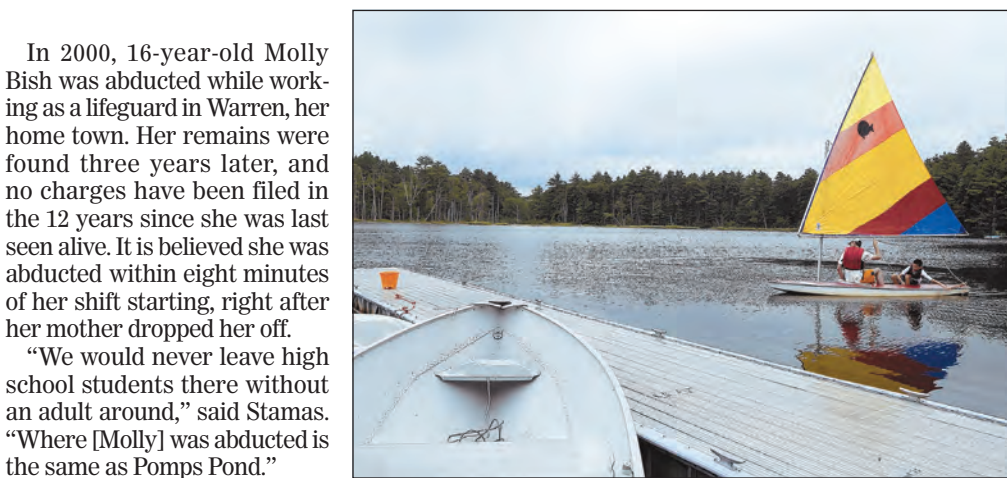 In 2000, 16-year-old Molly
Bish was abducted while work-
ing as a lifeguard in Warren, her
home town. Her remains were
found three years later, and
no charges have been filed in
the 12 years since she was last
seen alive. It is believed she was
abducted within eight minutes
of her shift starting, right after
her mother dropped her off.
“We would never leave high
school students there without
an adult around,” said Stamas.
“Where [Molly] was abducted is
the same as Pomps Pond.”